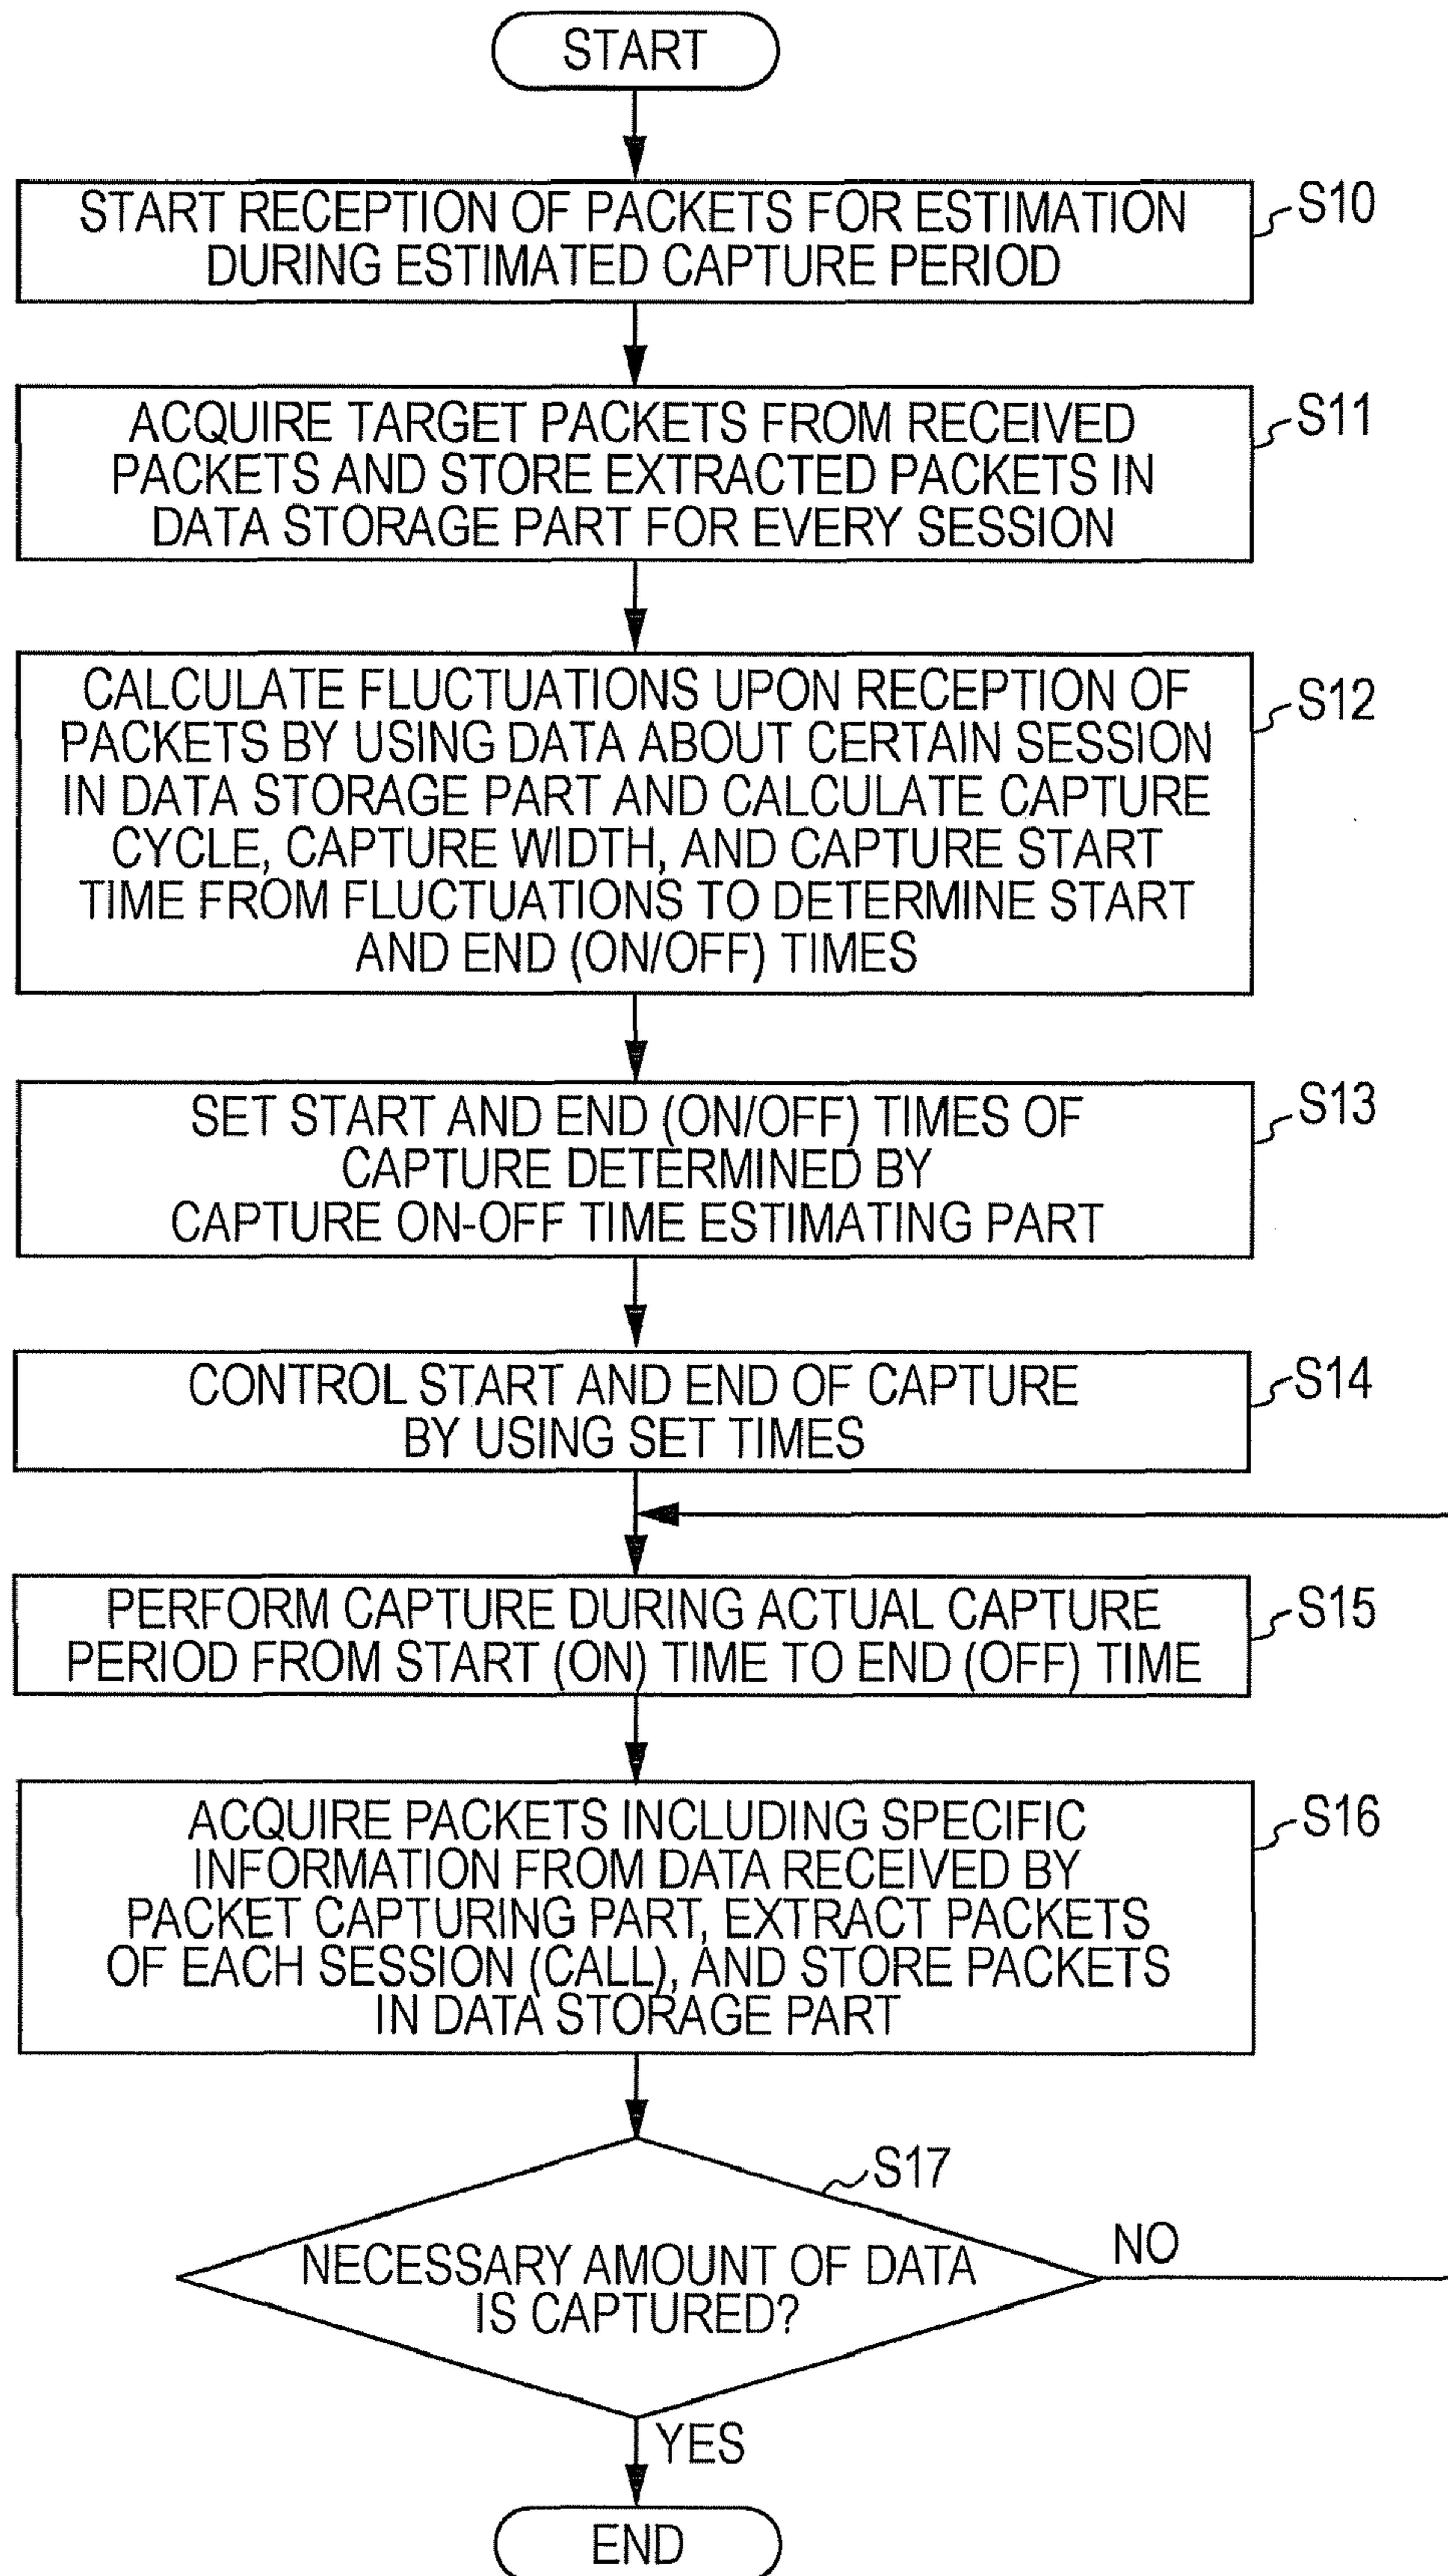 START
START RECEPTION OF PACKETS FOR ESTIMATION
DURING ESTIMATED CAPTURE PERIOD
S10
ACQUIRE TARGET PACKETS FROM RECEIVED
PACKETS AND STORE EXTRACTED PACKETS IN
DATA STORAGE PART FOR EVERY SESSION
S11
CALCULATE FLUCTUATIONS UPON RECEPTION OF
PACKETS BY USING DATA ABOUT CERTAIN SESSION
IN DATA STORAGE PART AND CALCULATE CAPTURE
CYCLE, CAPTURE WIDTH, AND CAPTURE START
TIME FROM FLUCTUATIONS TO DETERMINE START
AND END (ON/OFF) TIMES
S12
SET START AND END (ON/OFF) TIMES OF
CAPTURE DETERMINED BY
CAPTURE ON-OFF TIME ESTIMATING PART
S13
CONTROL START AND END OF CAPTURE
BY USING SET TIMES
S14
PERFORM CAPTURE DURING ACTUAL CAPTURE
PERIOD FROM START (ON) TIME TO END (OFF) TIME
S15
ACQUIRE PACKETS INCLUDING SPECIFIC
INFORMATION FROM DATA RECEIVED BY
PACKET CAPTURING PART, EXTRACT PACKETS
OF EACH SESSION (CALL), AND STORE PACKETS
IN DATA STORAGE PART
S16
S17
NECESSARY AMOUNT OF DATA
IS CAPTURED?
NO
YES
END